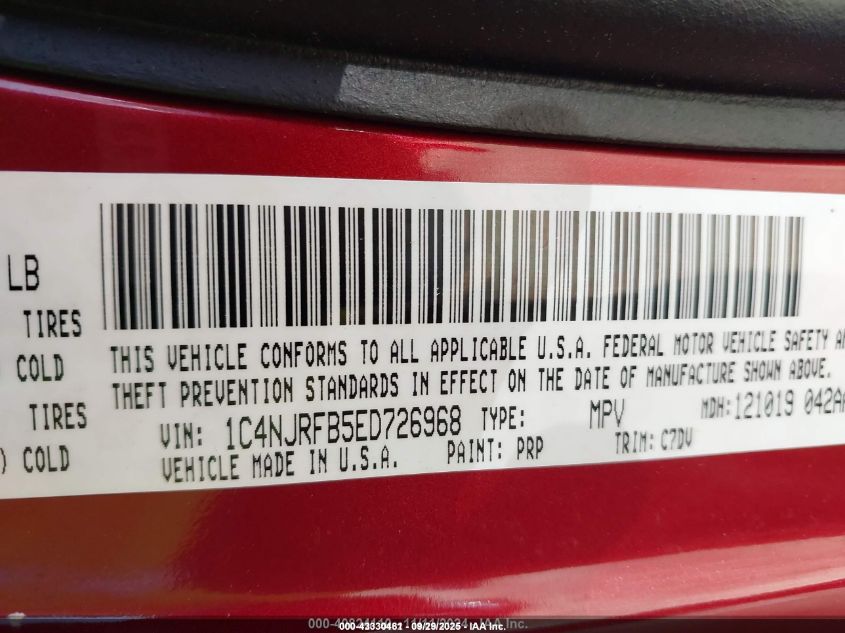 LB
TIRES
COLD
TIRES
) COLD
THIS VEHICLE CONFORMS TO ALL APPLICABLE U.S.A. FEDERAL MOTOR VEHICLE SAFETY
THEFT PREVENTION STANDARDS IN EFFECT ON THE DATE OF MANUFACTURE SHOWN ABOVE.
VIN: 1C4NJRFB5ED726968 TYPE: MPV MDH:121019 042A
VEHICLE MADE IN U.S.A. PAINT: PRP TRIM: C7DV
000-42330461 - 09/29/2025 - IAA Inc.